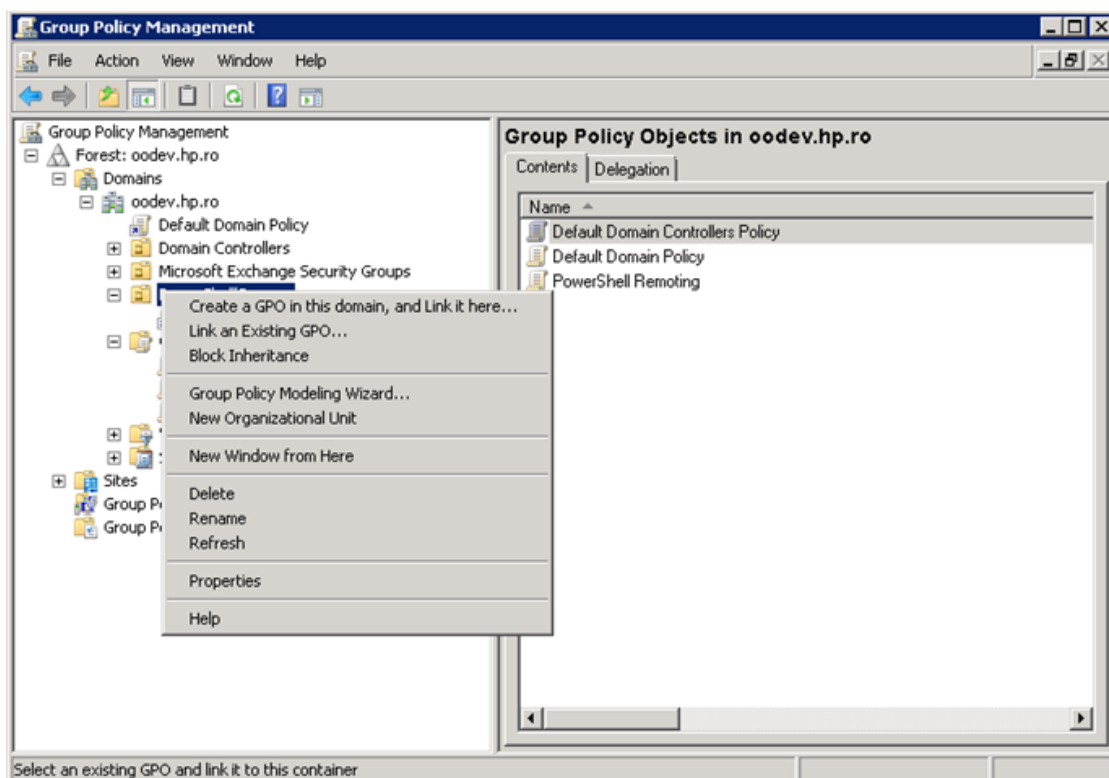 Group Policy Management
File Action View Window Help
Group Policy Management
Forest: oodev.hp.ro
Domains
oodev.hp.ro
Default Domain Policy
Domain Controllers
Microsoft Exchange Security Groups
Create a GPO in this domain, and Link it here...
Link an Existing GPO...
Block Inheritance
Group Policy Modeling Wizard...
New Organizational Unit
New Window from Here
Delete
Rename
Refresh
Properties
Help
Sites
Group P
Group P
Group Policy Objects in oodev.hp.ro
Contents Delegation
Name
Default Domain Controllers Policy
Default Domain Policy
PowerShell Remoting
Select an existing GPO and link it to this container